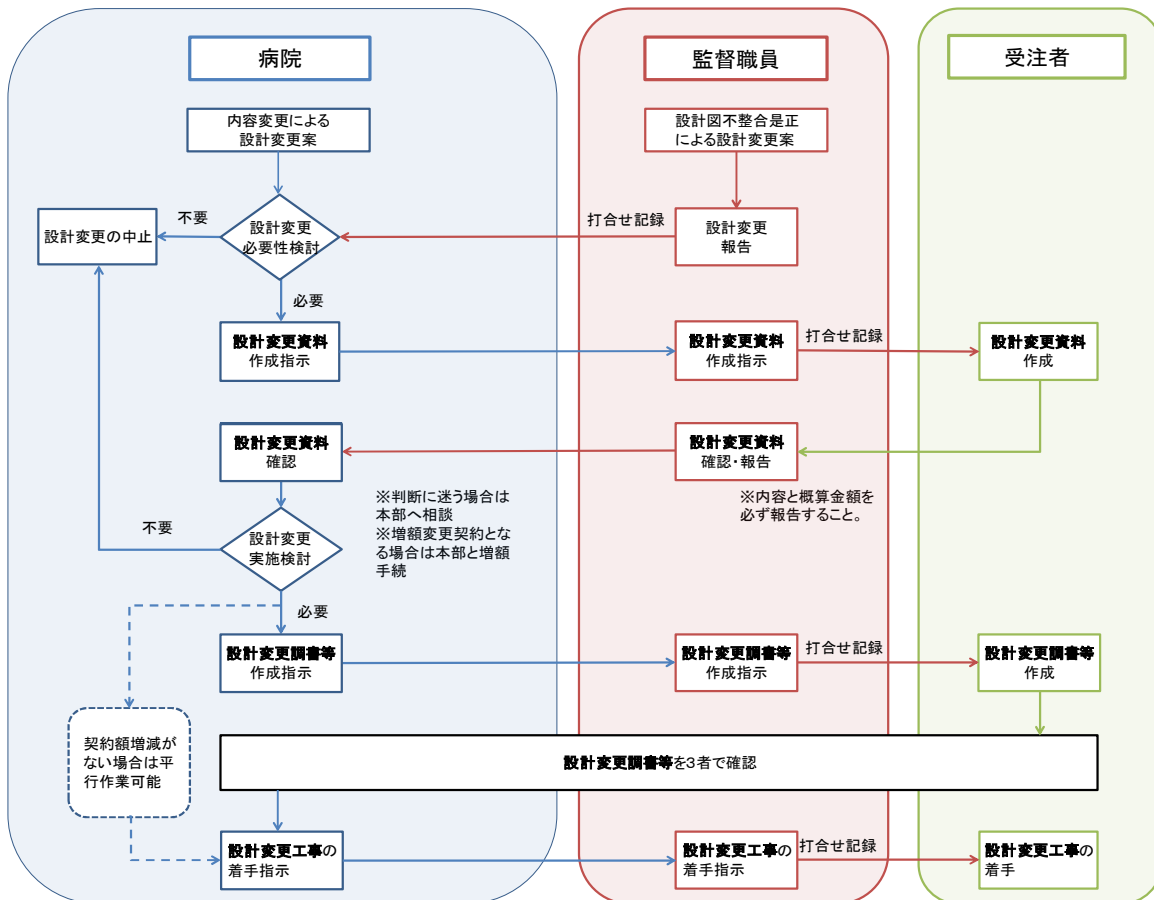 病院
監督職員
受注者
内容変更による
設計変更案
設計図不整合是正
による設計変更案
設計変更の中止
不要
設計変更
必要性検討
打合せ記録
設計変更
報告
必要
設計変更資料
作成指示
設計変更資料
作成指示
打合せ記録
設計変更資料
作成
設計変更資料
確認
設計変更資料
確認・報告
※判断に迷う場合は
本部へ相談
※増額変更契約とな
る場合は本部と増額
手続
※内容と概算金額を
必ず報告すること。
不要
設計変更
実施検討
必要
設計変更調書等
作成指示
設計変更調書等
作成指示
打合せ記録
設計変更調書等
作成
契約額増減が
ない場合は平
行作業可能
設計変更調書等を3者で確認
設計変更工事の
着手指示
設計変更工事の
着手指示
打合せ記録
設計変更工事の
着手